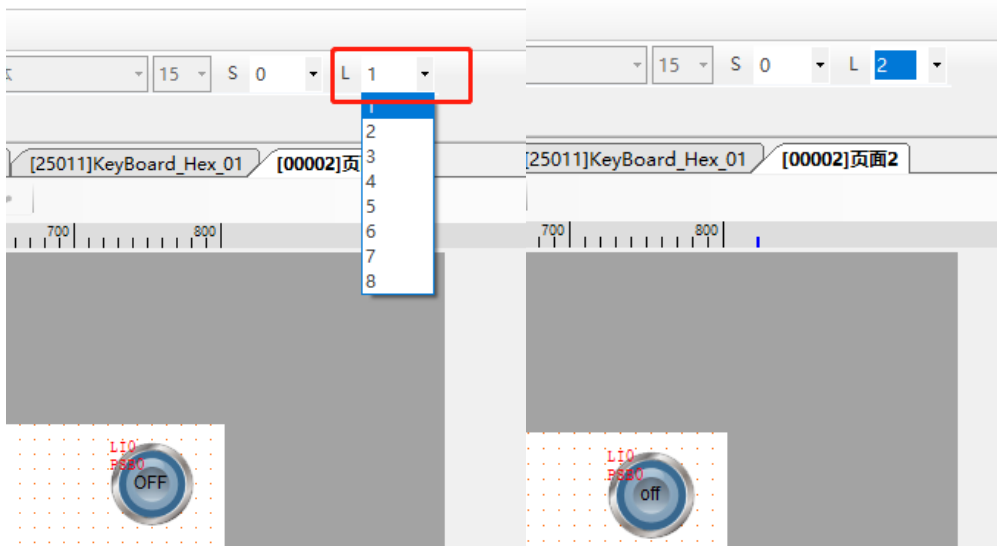 15 S 0 L 1
1
2
3
4
5
6
7
8
[25011]KeyBoard_Hex_01 [00002]页
700 800
LI0
PSB0
OFF
15 S 0 L 2
[25011]KeyBoard_Hex_01 [00002]页面2
700 800
LI0
PSB0
off